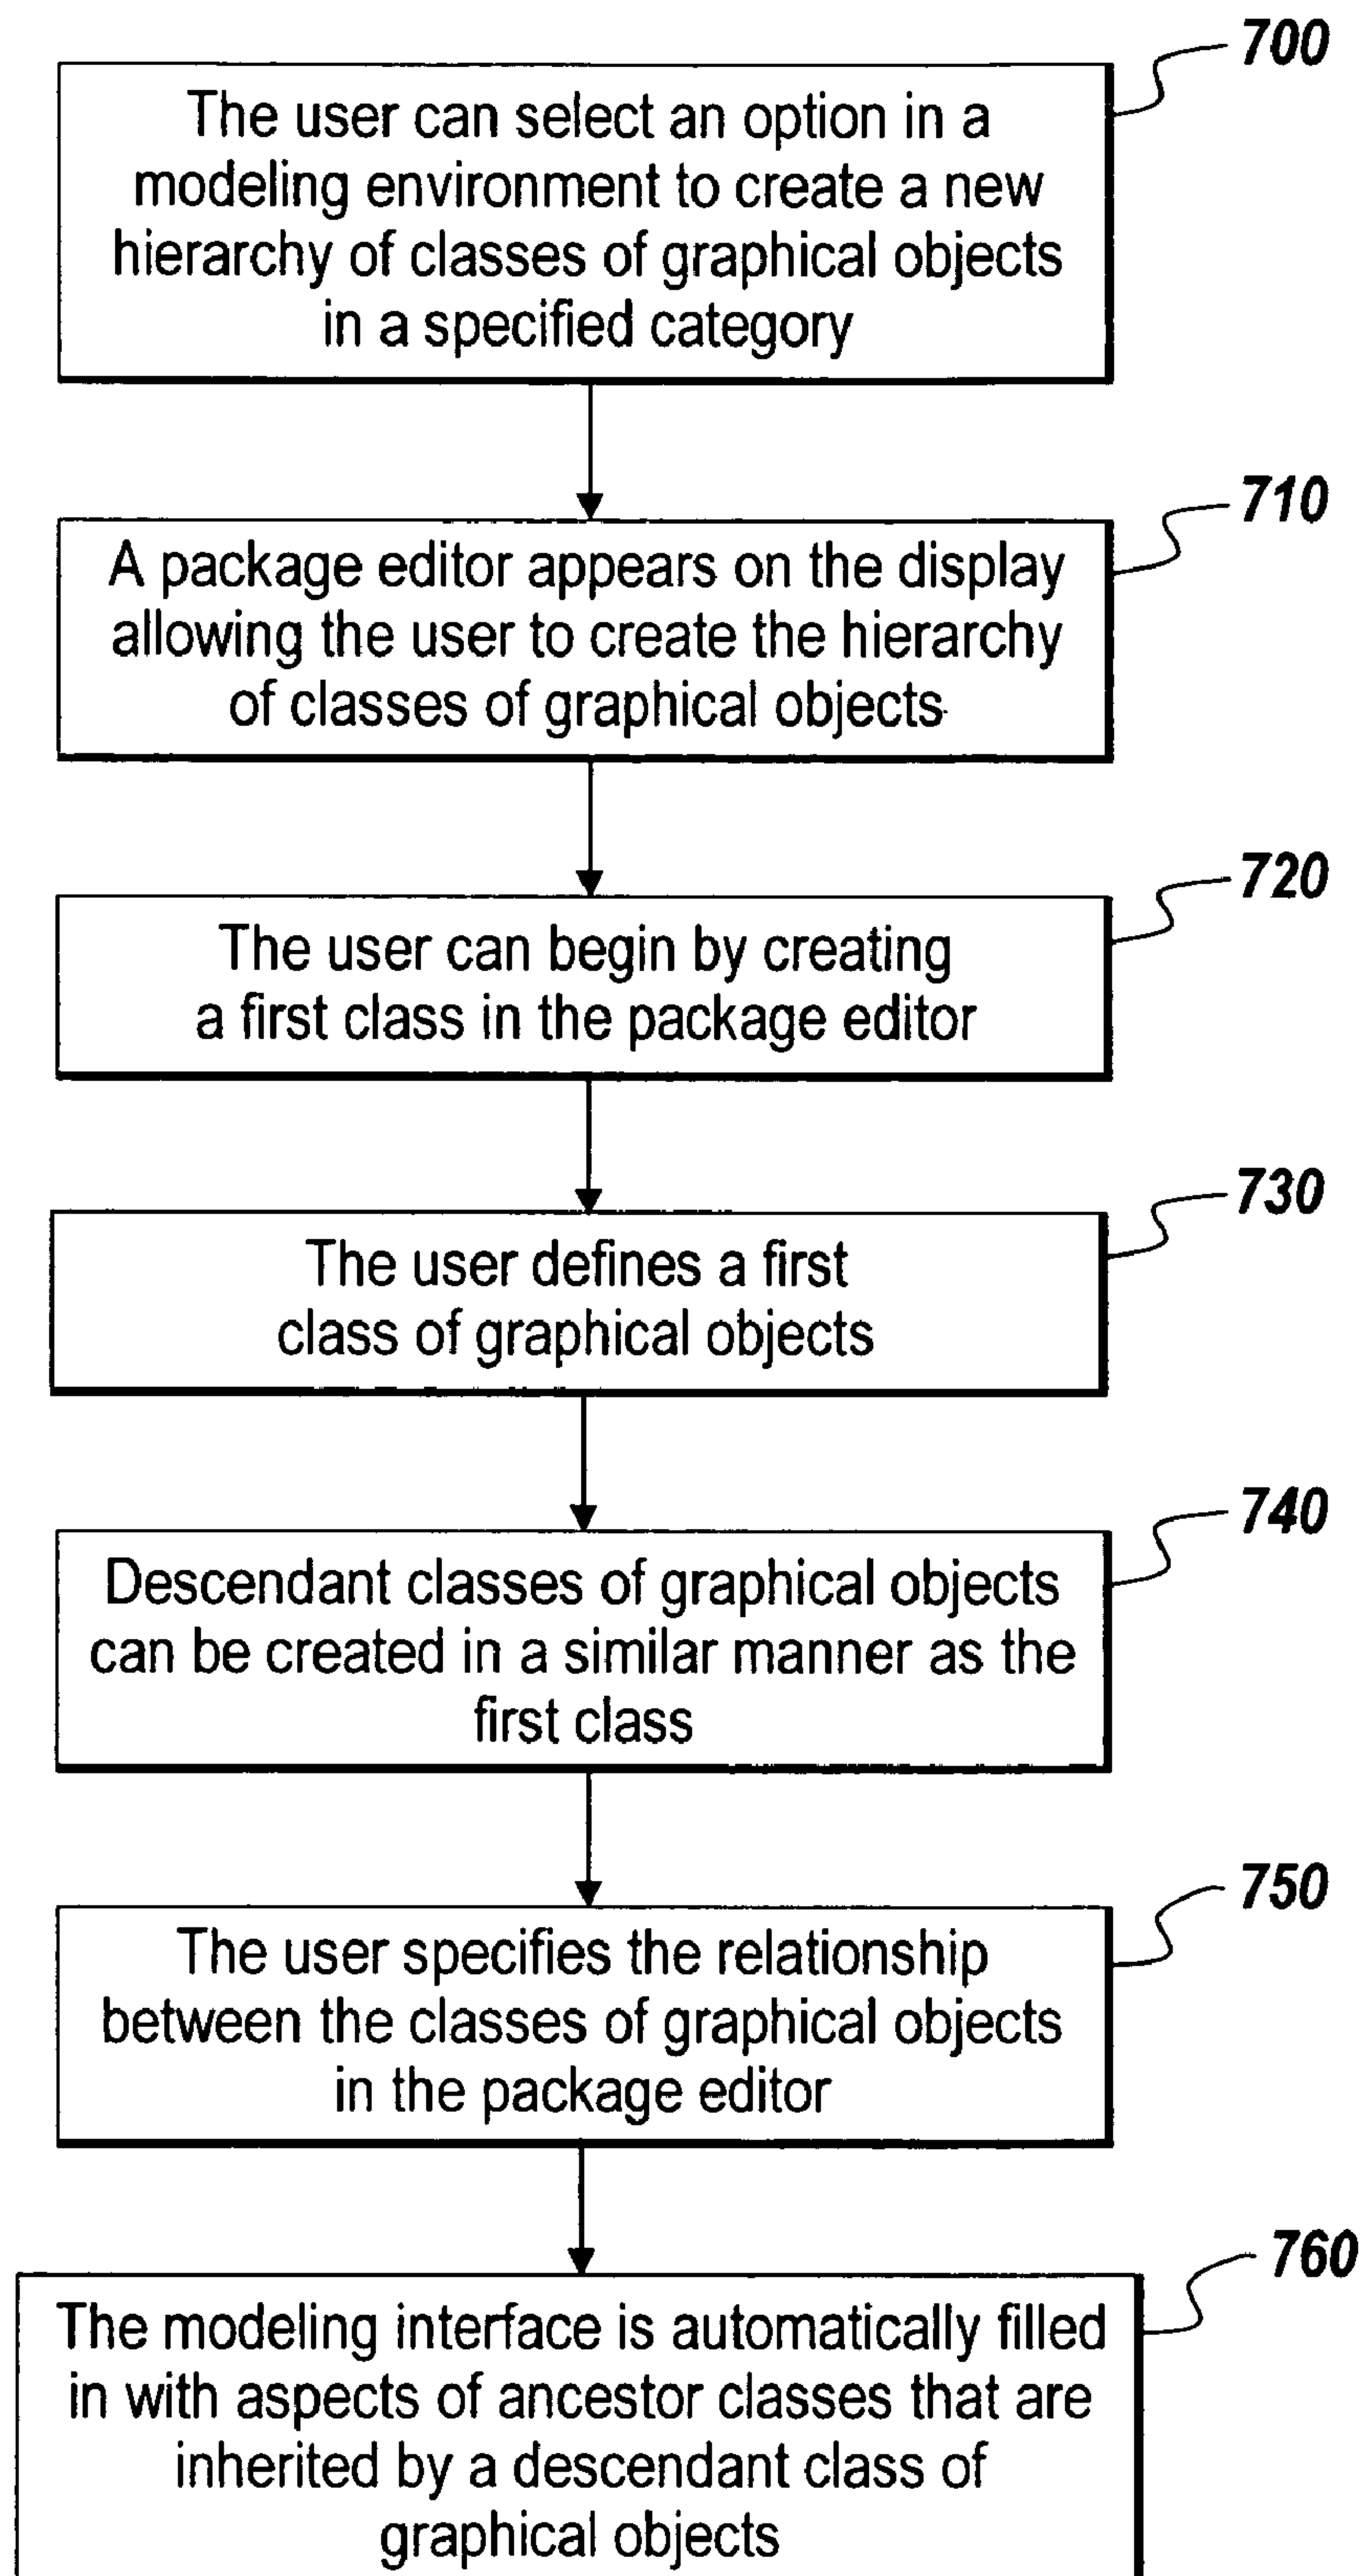 700
The user can select an option in a
modeling environment to create a new
hierarchy of classes of graphical objects
in a specified category
710
A package editor appears on the display
allowing the user to create the hierarchy
of classes of graphical objects
720
The user can begin by creating
a first class in the package editor
730
The user defines a first
class of graphical objects
740
Descendant classes of graphical objects
can be created in a similar manner as the
first class
750
The user specifies the relationship
between the classes of graphical objects
in the package editor
760
The modeling interface is automatically filled
in with aspects of ancestor classes that are
inherited by a descendant class of
graphical objects